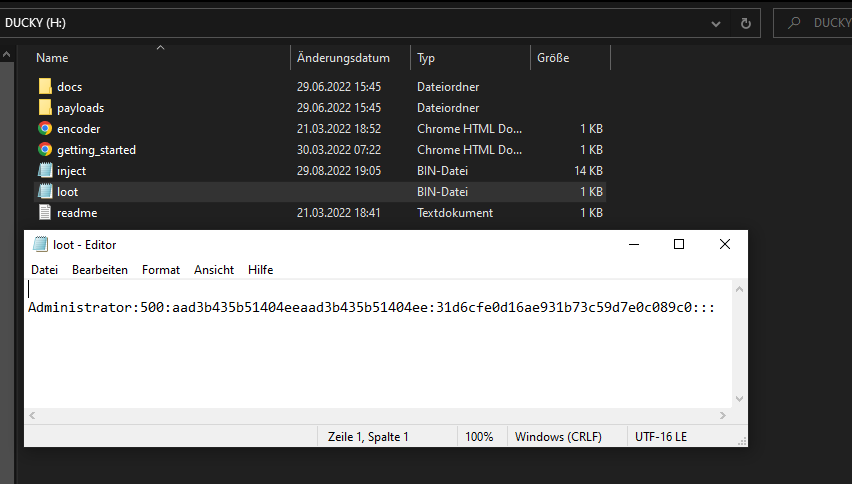 DUCKY (H:)
DUCKY
Name Änderungsdatum Typ Größe
docs 29.06.2022 15:45 Dateiordner
payloads 29.06.2022 15:45 Dateiordner
encoder 21.03.2022 18:52 Chrome HTML Do... 1 KB
getting_started 30.03.2022 07:22 Chrome HTML Do... 1 KB
inject 29.08.2022 19:05 BIN-Datei 14 KB
loot BIN-Datei 1 KB
readme 21.03.2022 18:41 Textdokument 1 KB
loot - Editor
Datei Bearbeiten Format Ansicht Hilfe
Administrator:500:aad3b435b51404eeaad3b435b51404ee:31d6cfe0d16ae931b73c59d7e0c089c0:::
Zeile 1, Spalte 1 100% Windows (CRLF) UTF-16 LE